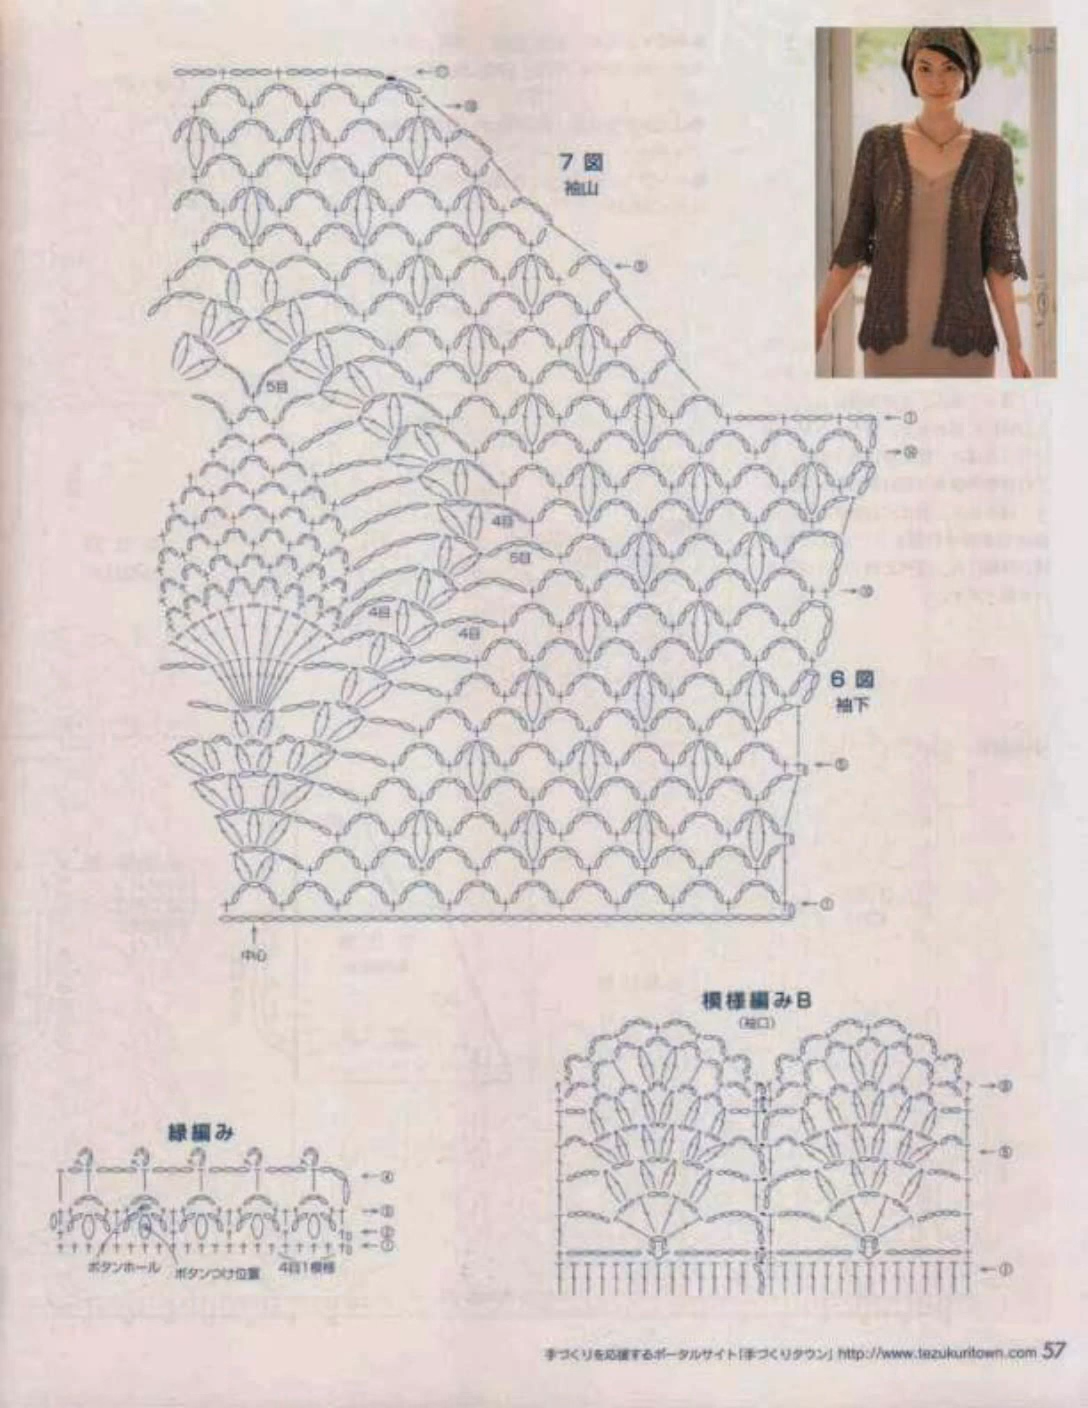 7 図
袖山
5目
4目
5目
4目
4目
6 図
袖下
中心
模様編みB
(袖口)
縁編み
ボタンホール
ボタンつけ位置
4目1模様
手づくりを応援するポータルサイト「手づくりタウン」 http://www.tezukuritown.com 57